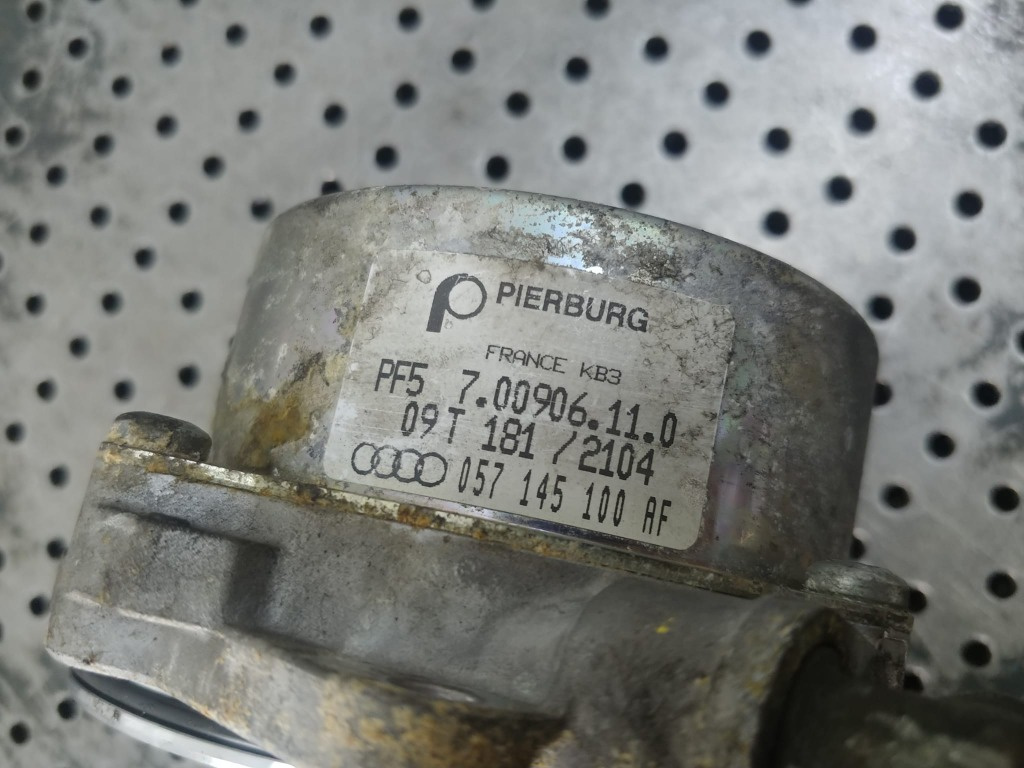 PIERBURG
FRANCE KB3
PF5 7.00906.11.0
09T 181 /2104
057 145 100 AF